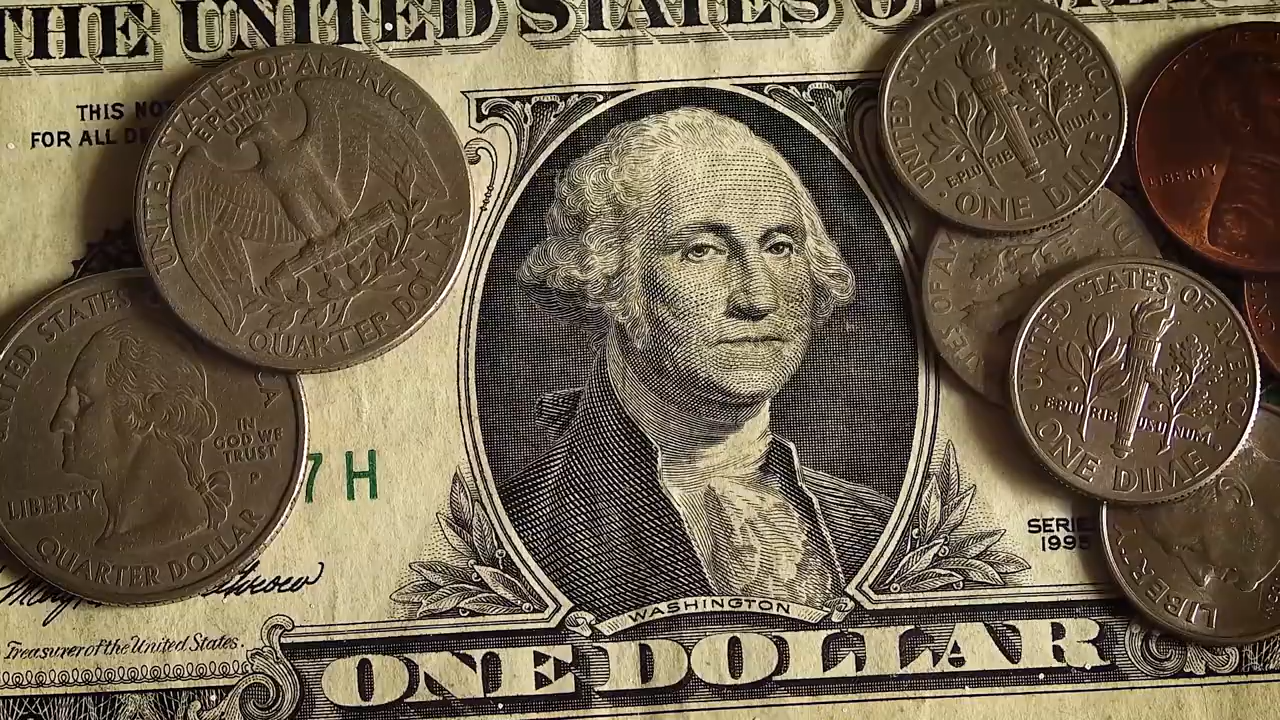 THE UNITED STATES O
THIS NO
FOR ALL DE
UNITED STATES OF AMERICA
E PLURIBUS
UNUM
QUARTER DOLLAR
UNITED STATES
IN
GOD WE
TRUST
P
LIBERTY
QUARTER DOLLAR
7 H
Treasurer of the United States.
WASHINGTON
ONE DOLLAR
SERIE
1995
UNITED STATES OF AMERICA
E PLURIBUS UNUM
ONE DIME
LIBERTY
UNITED STATES OF AMERICA
E PLURIBUS UNUM
ONE DIME
LIBERTY